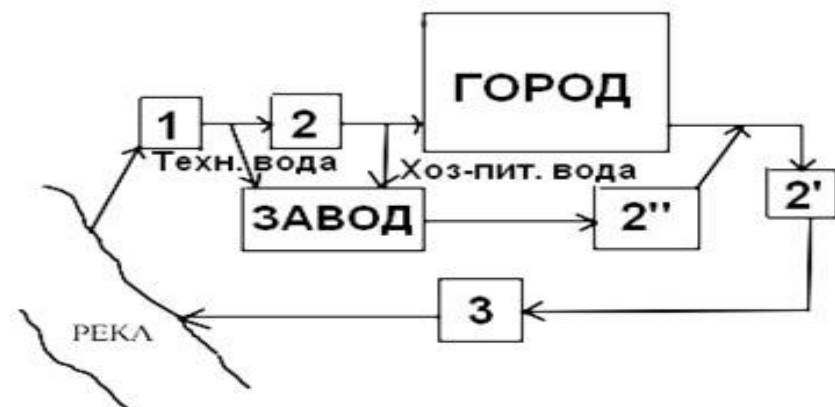 ГОРОД
1
2
Техн. вода
Хоз-пит. вода
ЗАВОД
2''
2'
3
РЕКА